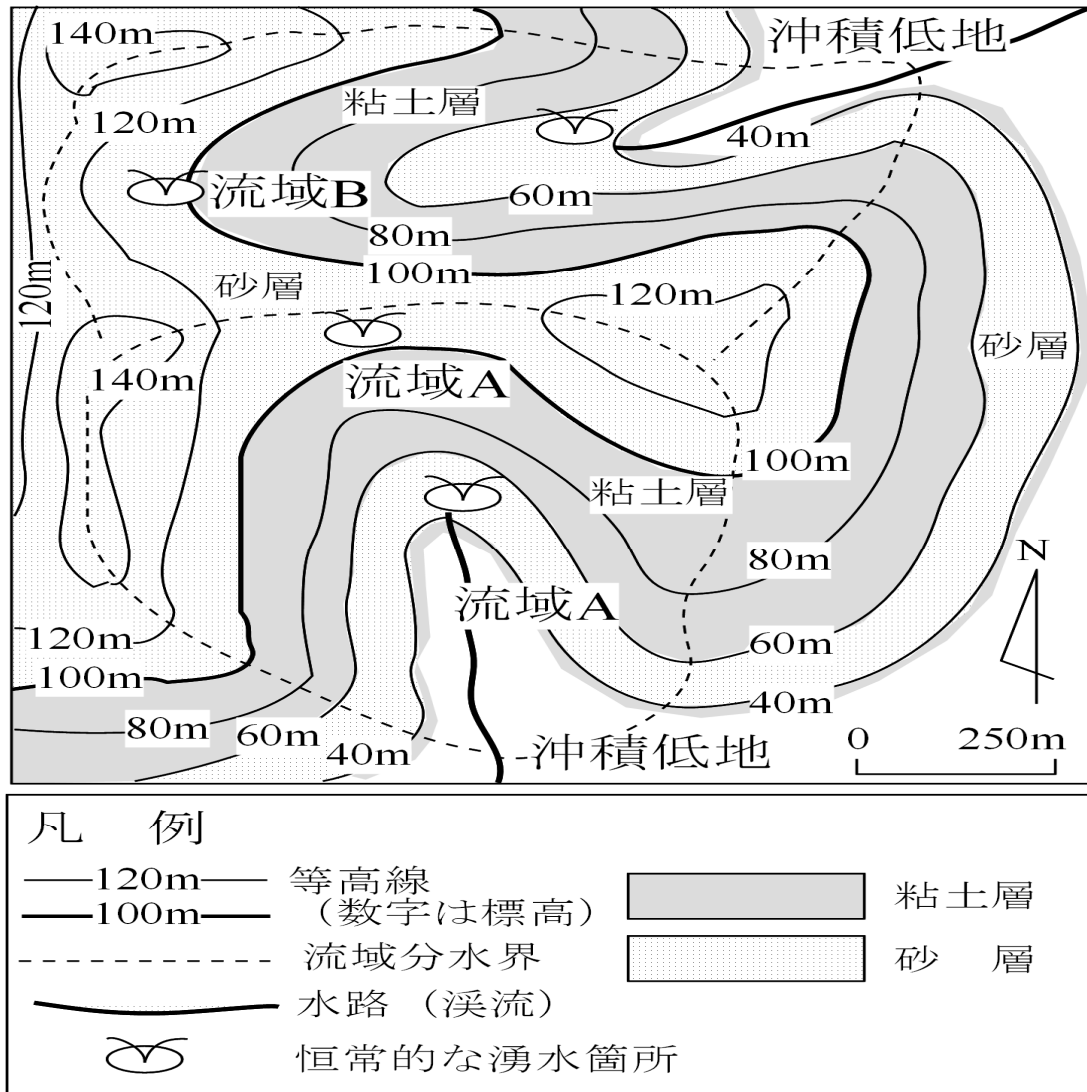 140m
沖積低地
粘土層
120m
40m
流域B
60m
80m
100m
砂層
120m
120m
砂層
140m
流域A
100m
粘土層
N
80m
流域A
120m
60m
100m
40m
80m
60m
40m
沖積低地
0 250m
凡 例
120m 等高線
100m (数字は標高)
流域分水界
水路 (渓流)
恒常的な湧水箇所
粘土層
砂 層